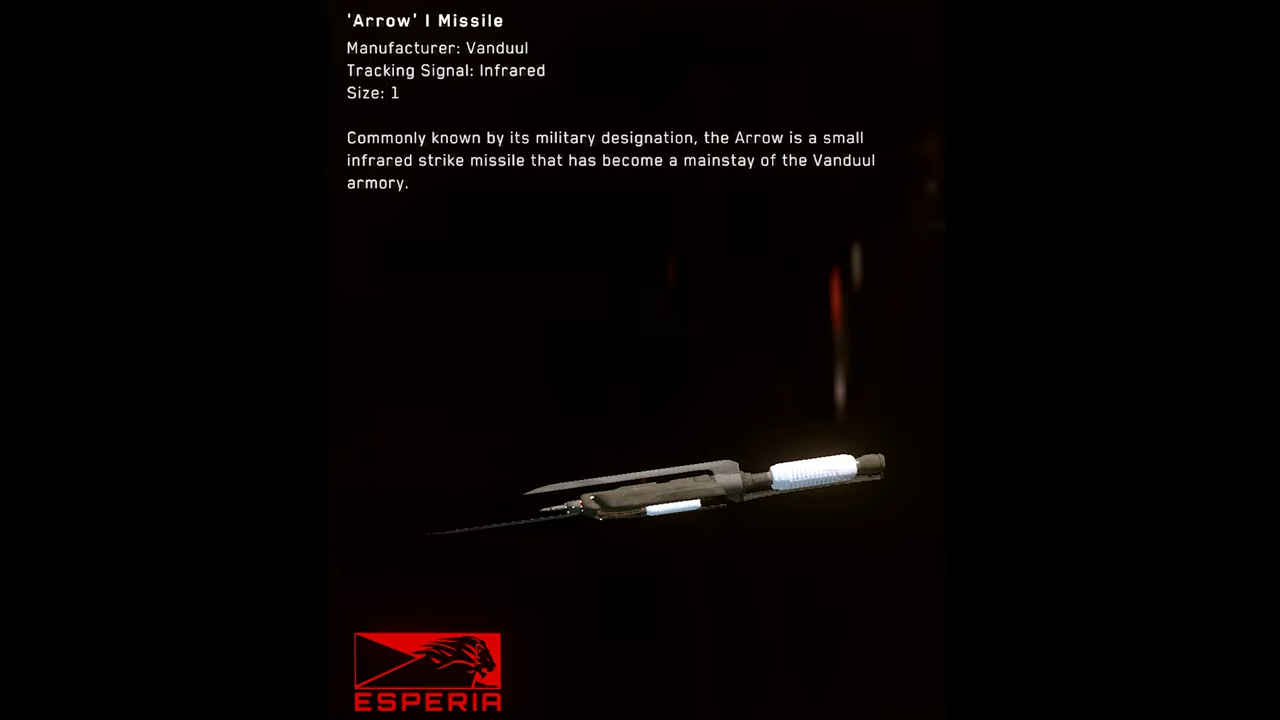 'Arrow' I Missile
Manufacturer: Vanduul
Tracking Signal: Infrared
Size: 1
Commonly known by its military designation, the Arrow is a small
infrared strike missile that has become a mainstay of the Vanduul
armory.
ESPERIA